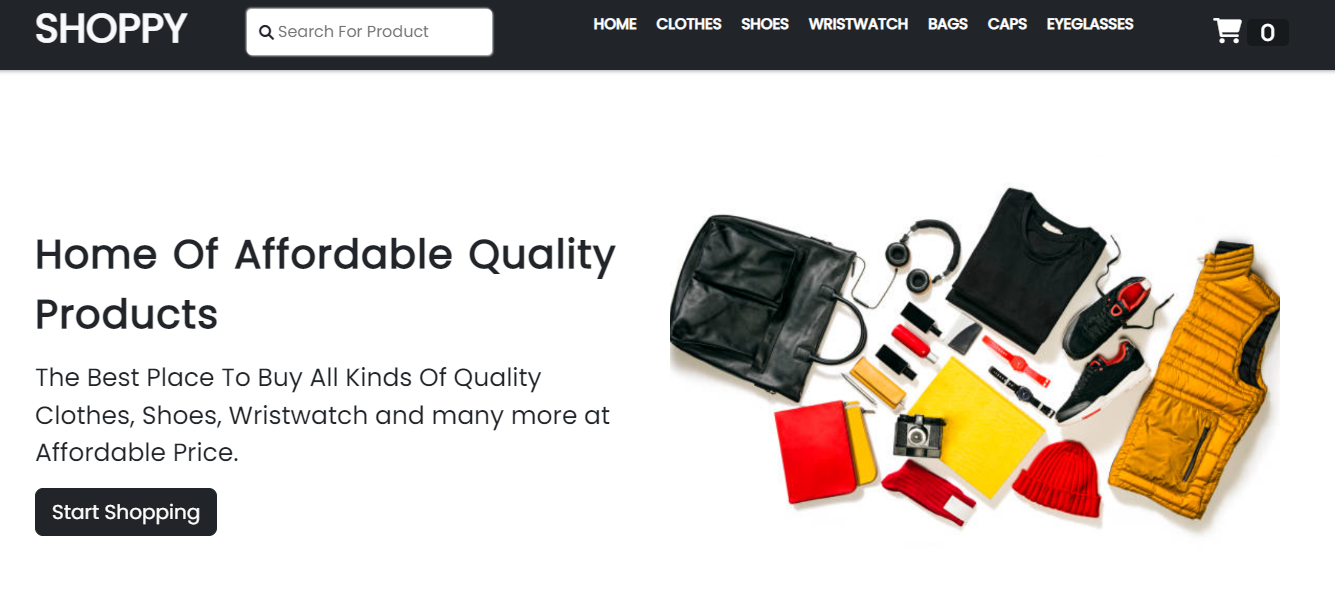 SHOPPY
Search For Product
HOME CLOTHES SHOES WRISTWATCH BAGS CAPS EYEGLASSES
0
Home Of Affordable Quality
Products
The Best Place To Buy All Kinds Of Quality
Clothes, Shoes, Wristwatch and many more at
Affordable Price.
Start Shopping